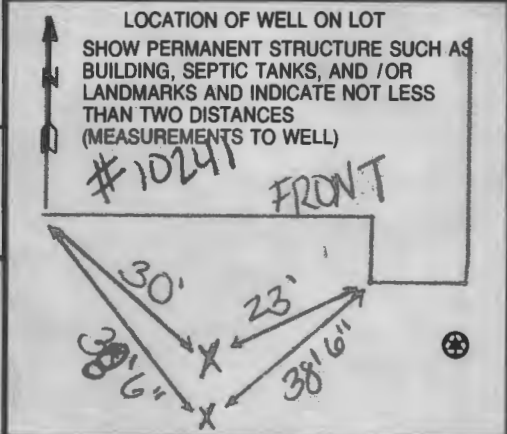 LOCATION OF WELL ON LOT
SHOW PERMANENT STRUCTURE SUCH AS
BUILDING, SEPTIC TANKS, AND /OR
LANDMARKS AND INDICATE NOT LESS
THAN TWO DISTANCES
(MEASUREMENTS TO WELL)
N
#10241
FRONT
30'
23'
X
6"
38'6"
X